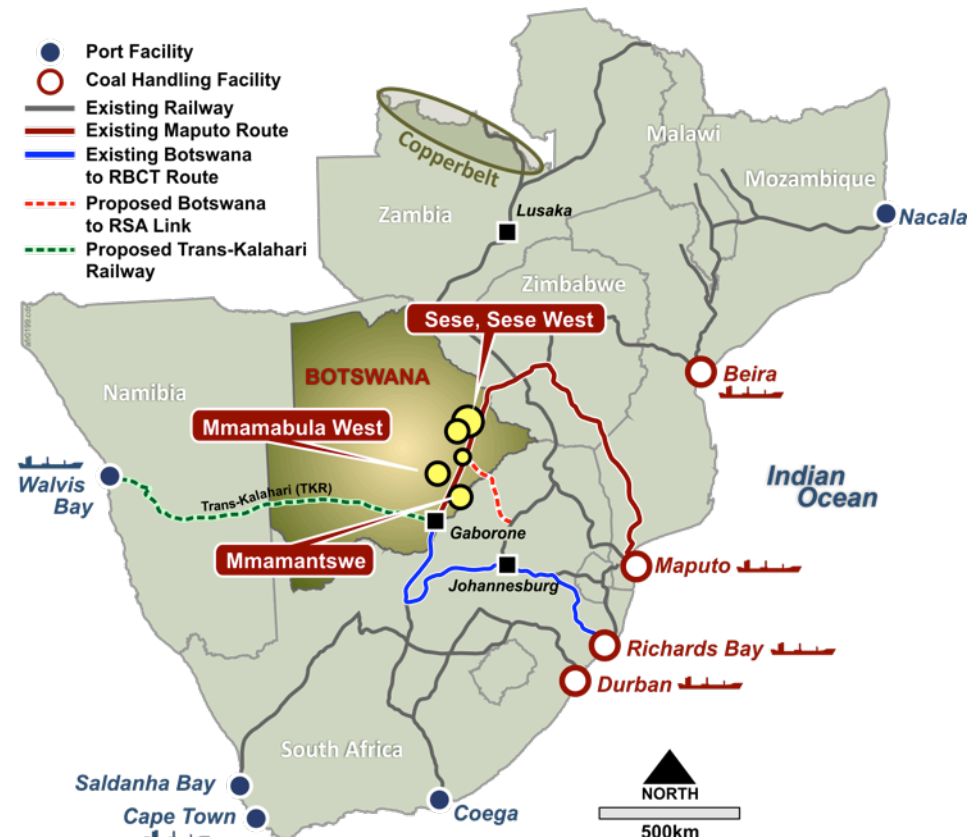 Port Facility
Coal Handling Facility
Existing Railway
Existing Maputo Route
Existing Botswana
to RBCT Route
Proposed Botswana
to RSA Link
Proposed Trans-Kalahari
Railway
Copperbelt
Malawi
Mozambique
Zambia
Lusaka
Nacala
Zimbabwe
Sese, Sese West
BOTSWANA
Beira
Namibia
Mmamabula West
Indian
Ocean
Walvis
Bay
Trans-Kalahari (TKR)
Gaborone
Mmamantswe
Johannesburg
Maputo
Richards Bay
Durban
South Africa
Saldanha Bay
Cape Town
Coega
NORTH
500km